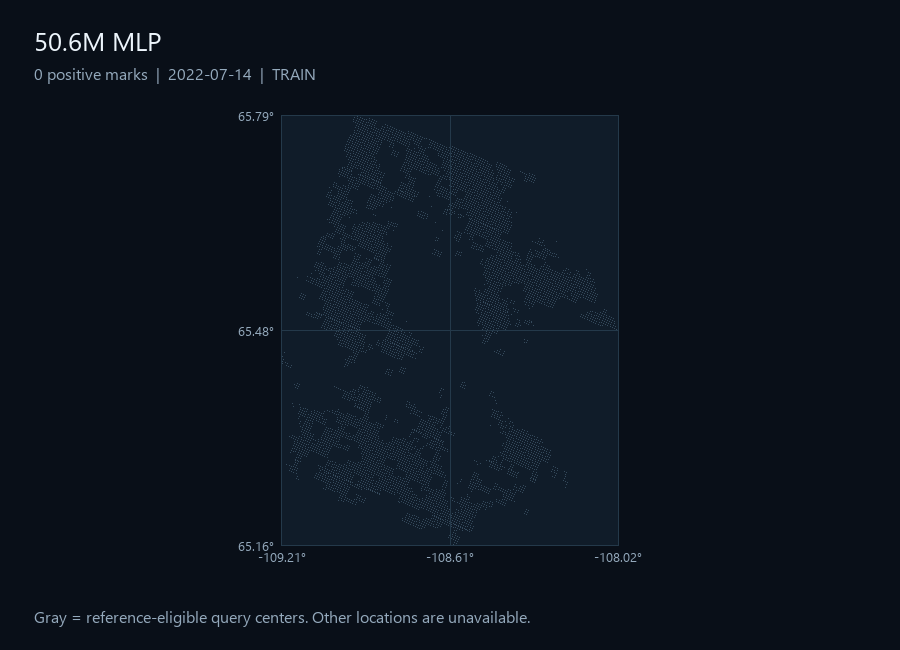 50.6M MLP
0 positive marks | 2022-07-14 | TRAIN
65.79°
65.48°
65.16°
-109.21° -108.61° -108.02°
Gray = reference-eligible query centers. Other locations are unavailable.